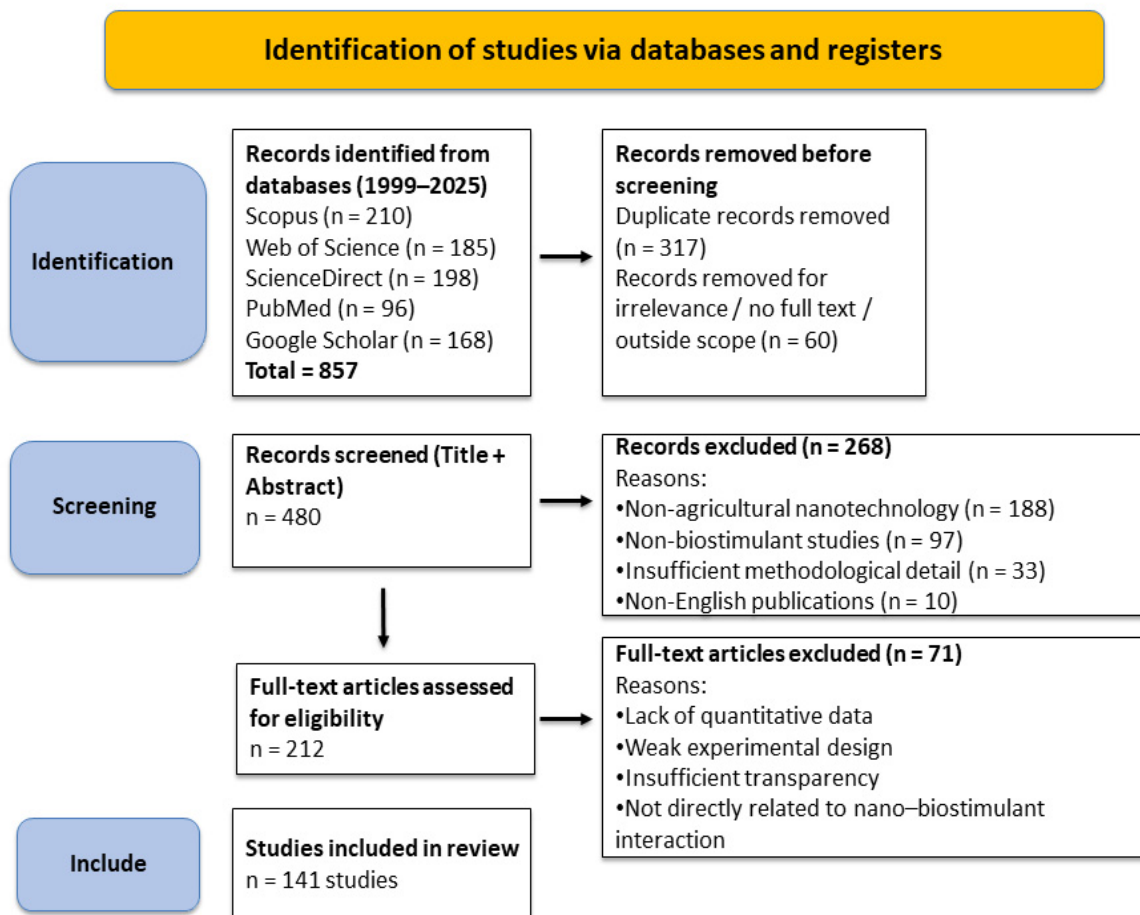 Identification of studies via databases and registers
Identification
Records identified from
databases (1999–2025)
Scopus (n = 210)
Web of Science (n = 185)
ScienceDirect (n = 198)
PubMed (n = 96)
Google Scholar (n = 168)
Total = 857
Records removed before
screening
Duplicate records removed
(n = 317)
Records removed for
irrelevance / no full text /
outside scope (n = 60)
Screening
Records screened (Title +
Abstract)
n = 480
Records excluded (n = 268)
Reasons:
•Non-agricultural nanotechnology (n = 188)
•Non-biostimulant studies (n = 97)
•Insufficient methodological detail (n = 33)
•Non-English publications (n = 10)
Full-text articles assessed
for eligibility
n = 212
Full-text articles excluded (n = 71)
Reasons:
•Lack of quantitative data
•Weak experimental design
•Insufficient transparency
•Not directly related to nano–biostimulant
interaction
Include
Studies included in review
n = 141 studies